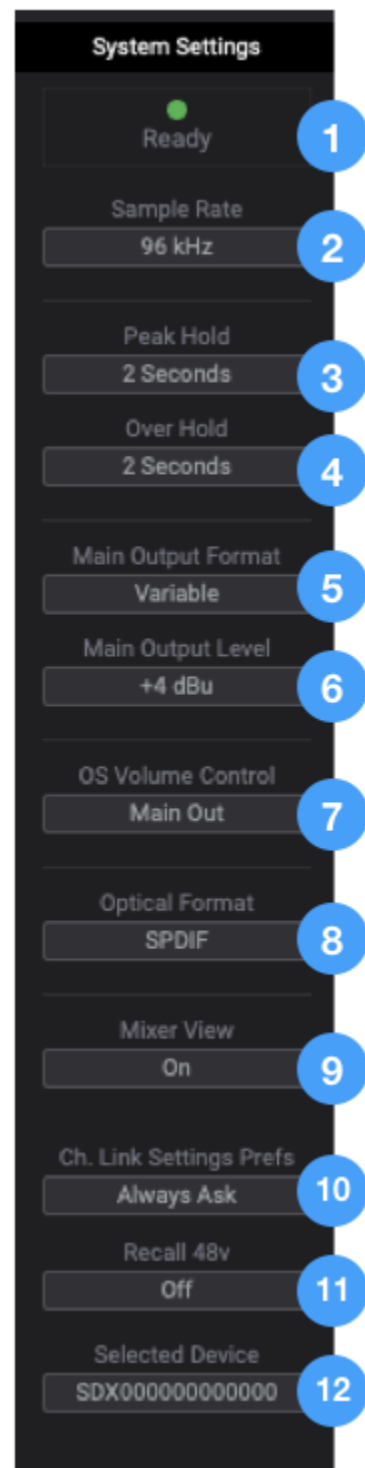 System Settings
Ready
1
Sample Rate
96 kHz
2
Peak Hold
2 Seconds
3
Over Hold
2 Seconds
4
Main Output Format
Variable
5
Main Output Level
+4 dBu
6
OS Volume Control
Main Out
7
Optical Format
SPDIF
8
Mixer View
On
9
Ch. Link Settings Prefs
Always Ask
10
Recall 48v
Off
11
Selected Device
SDX000000000000
12